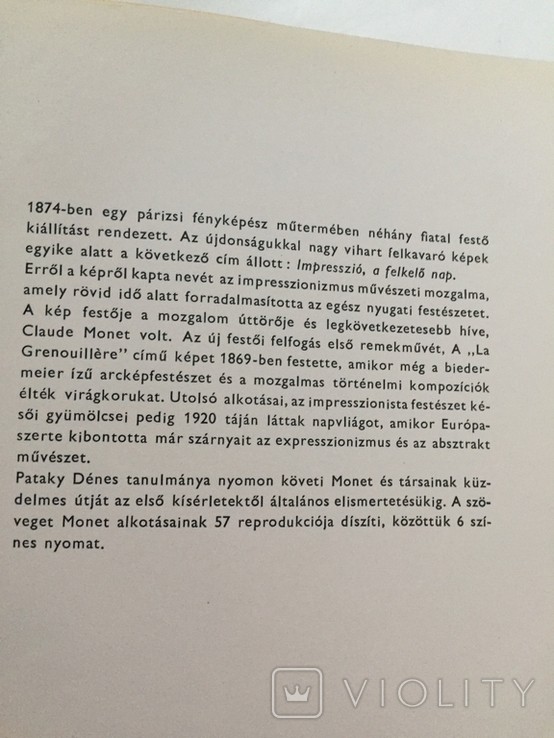 1874-ben egy párizsi fényképész műtermében néhány fiatal festő
kiállítást rendezett. Az újdonságukkal nagy vihart felkavaró képek
egyike alatt a következő cím állott : Impresszió, a felkelő nap.
Erről a képről kapta nevét az impresszionizmus művészeti mozgalma,
amely rövid idő alatt forradalmasította az egész nyugati festészetet.
A kép festője a mozgalom úttörője és legkövetkezetesebb híve,
Claude Monet volt. Az új festői felfogás első remekművét, A „La
Grenouillère” című képet 1869-ben festette, amikor még a bieder-
meier ízű arcképfestészet és a mozgalmas történelmi kompozíciók
élték virágkorukat. Utolsó alkotásai, az impresszionista festészet ké-
sői gyümölcsei pedig 1920 táján láttak napvliágot, amikor Európa-
szerte kibontotta már szárnyait az expresszionizmus és az absztrakt
művészet.
Pataky Dénes tanulmánya nyomon követi Monet és társainak küz-
delmes útját az első kísérletektől általános elismertetésükig. A szö-
veget Monet alkotásainak 57 reprodukciója díszíti, közöttük 6 szí-
nes nyomat.
VIOLITY